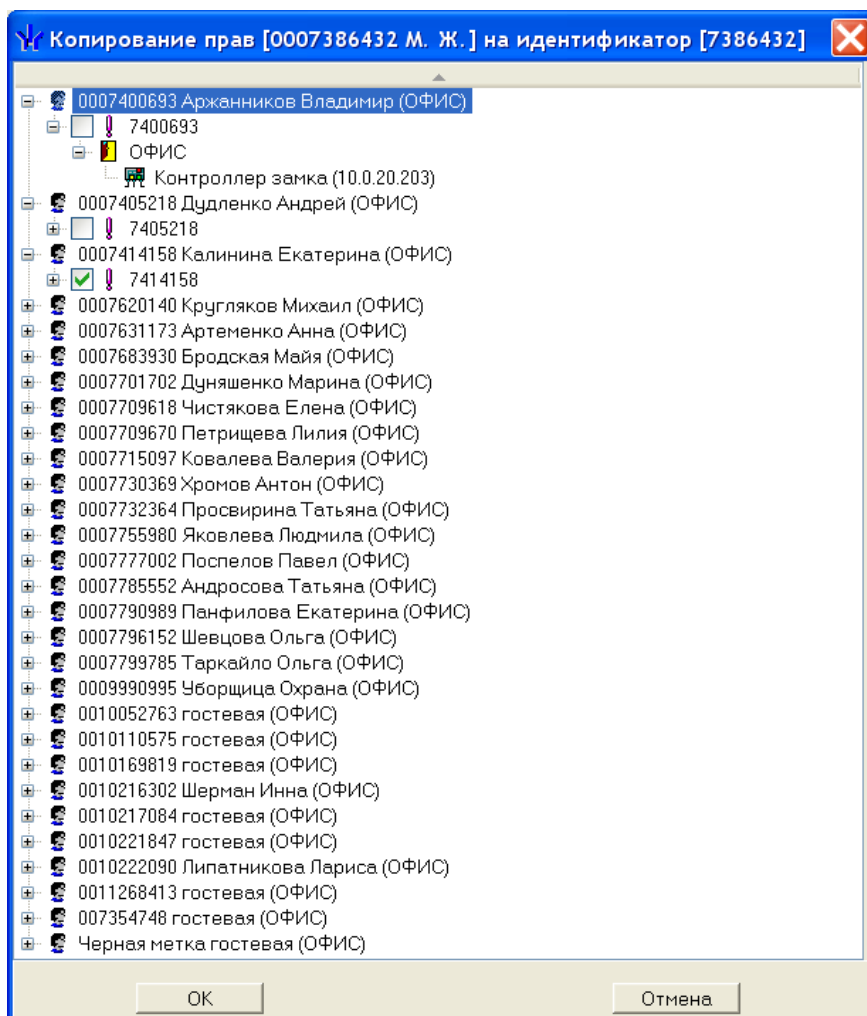 Копирование прав [0007386432 М. Ж.] на идентификатор [7386432]
0007400693 Аржанников Владимир (ОФИС)
7400693
ОФИС
Контроллер замка (10.0.20.203)
0007405218 Дудленко Андрей (ОФИС)
7405218
0007414158 Калинина Екатерина (ОФИС)
7414158
0007620140 Кругляков Михаил (ОФИС)
0007631173 Артеменко Анна (ОФИС)
0007683930 Бродская Майя (ОФИС)
0007701702 Дуняшенко Марина (ОФИС)
0007709618 Чистякова Елена (ОФИС)
0007709670 Петрищева Лилия (ОФИС)
0007715097 Ковалева Валерия (ОФИС)
0007730369 Хромов Антон (ОФИС)
0007732364 Просвирина Татьяна (ОФИС)
0007755980 Яковлева Людмила (ОФИС)
0007777002 Поспелов Павел (ОФИС)
0007785552 Андросова Татьяна (ОФИС)
0007790989 Панфилова Екатерина (ОФИС)
0007796152 Шевцова Ольга (ОФИС)
0007799785 Таркайло Ольга (ОФИС)
0009990995 Уборщица Охрана (ОФИС)
0010052763 гостевая (ОФИС)
0010110575 гостевая (ОФИС)
0010169819 гостевая (ОФИС)
0010216302 Шерман Инна (ОФИС)
0010217084 гостевая (ОФИС)
0010221847 гостевая (ОФИС)
0010222090 Липатникова Лариса (ОФИС)
0011268413 гостевая (ОФИС)
007354748 гостевая (ОФИС)
Черная метка гостевая (ОФИС)
OK Отмена